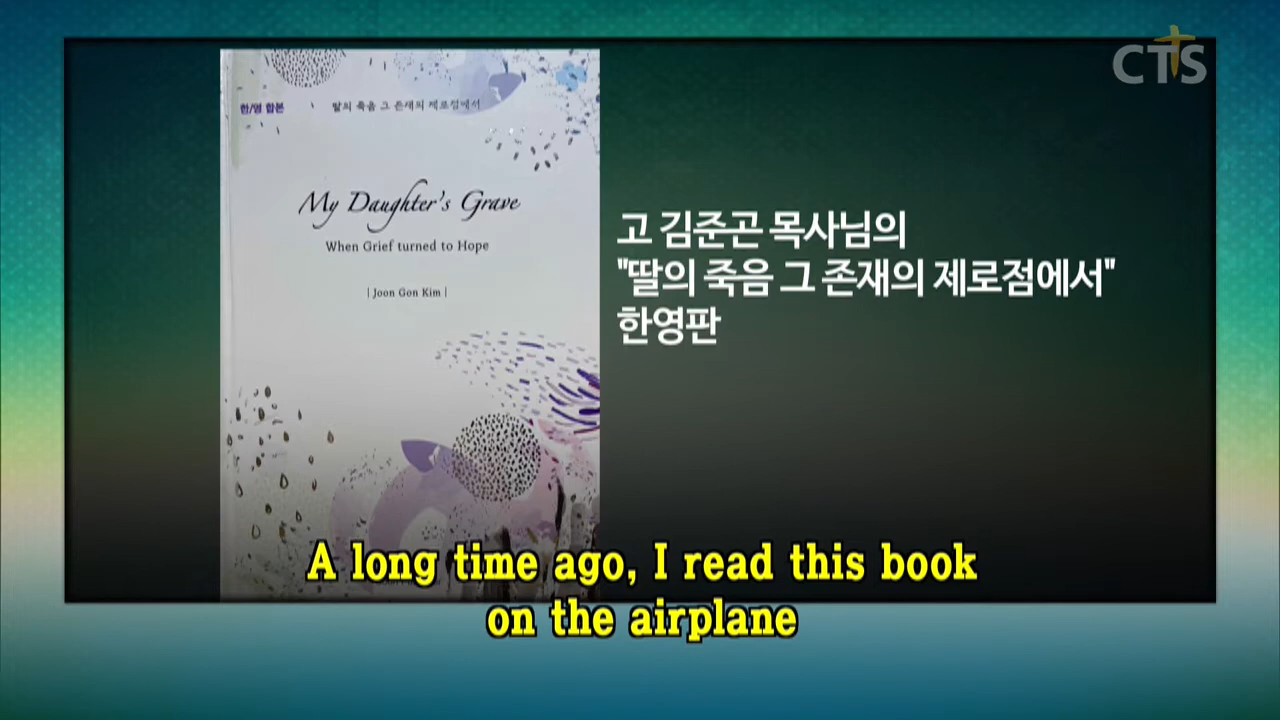 CTS
한/영 합본
딸의 죽음 그 존재의 제로점에서
My Daughter's Grave
When Grief turned to Hope
| Joon Gon Kim |
고 김준곤 목사님의
"딸의 죽음 그 존재의 제로점에서"
한영판
A long time ago, I read this book
on the airplane